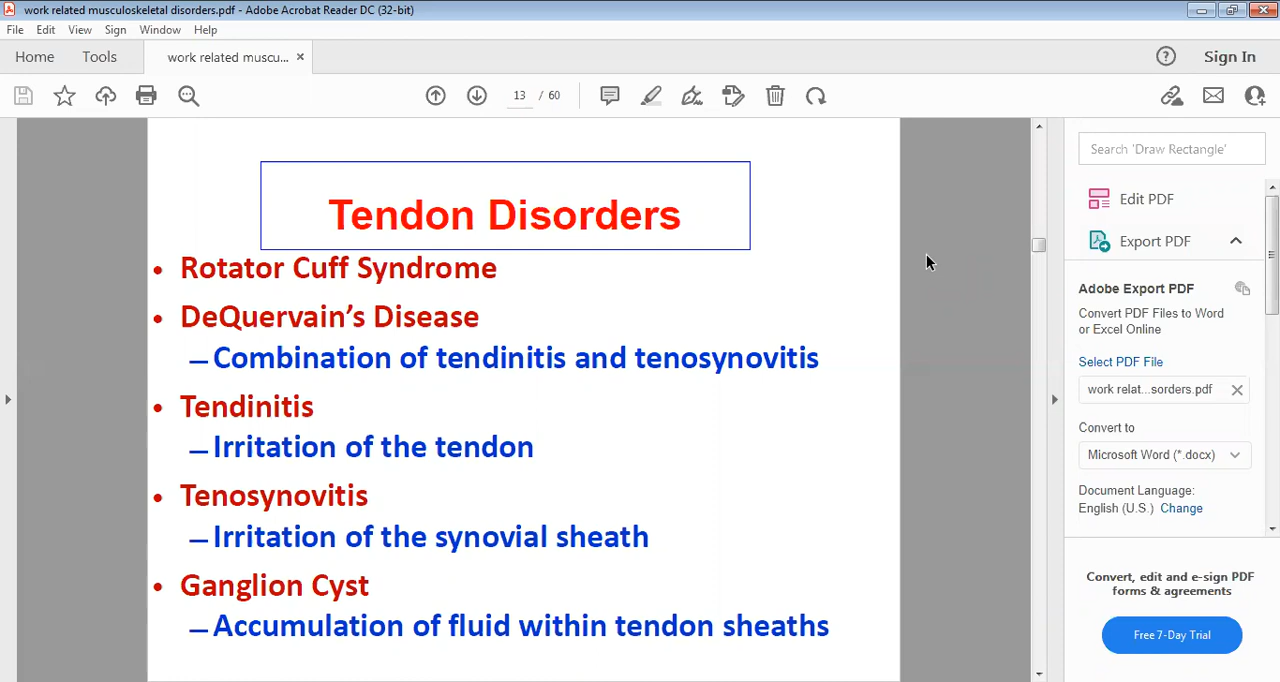 work related musculoskeletal disorders.pdf - Adobe Acrobat Reader DC (32-bit)
File Edit View Sign Window Help
Home Tools work related muscu... × Sign In
13 / 60
Tendon Disorders
• Rotator Cuff Syndrome
• DeQuervain’s Disease
– Combination of tendinitis and tenosynovitis
• Tendinitis
– Irritation of the tendon
• Tenosynovitis
– Irritation of the synovial sheath
• Ganglion Cyst
– Accumulation of fluid within tendon sheaths
Search 'Draw Rectangle'
Edit PDF
Export PDF
Adobe Export PDF
Convert PDF Files to Word
or Excel Online
Select PDF File
work relat...sorders.pdf
Convert to
Microsoft Word (*.docx)
Document Language:
English (U.S.) Change
Convert, edit and e-sign PDF
forms & agreements
Free 7-Day Trial